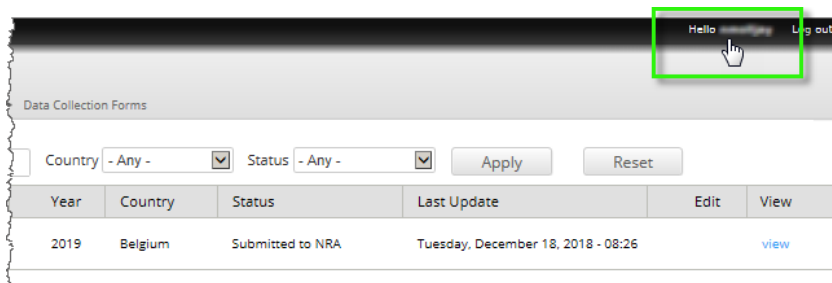 Hello Log out
Data Collection Forms
Country - Any - Status - Any - Apply Reset
Year Country Status Last Update Edit View
2019 Belgium Submitted to NRA Tuesday, December 18, 2018 - 08:26 view